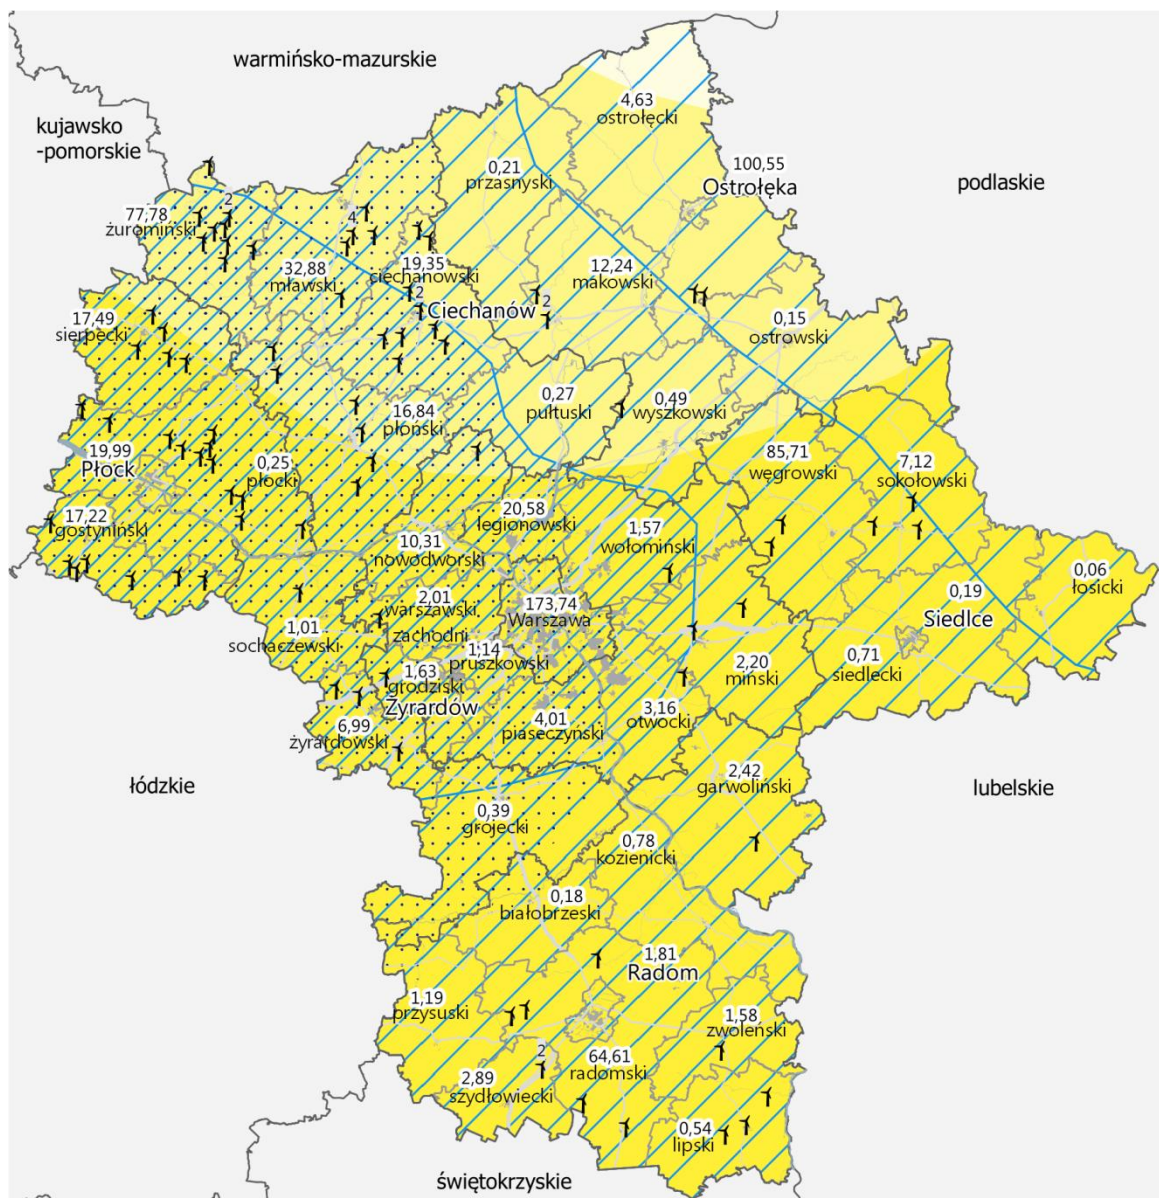 warmińsko-mazurskie
kujawsko
-pomorskie
podlaskie
4,63
ostrołęcki
0,21
przasnyski
100,55
Ostrołęka
2
77,78
żuromiński
4
32,88
mławski
19,35
ciechanowski
2
Ciechanów
12,24
makowski
2
0,15
ostrowski
17,49
sierpecki
0,27
pułtuski
0,49
wyszkowski
16,84
płoński
85,71
węgrowski
7,12
sokołowski
19,99
Płock
0,25
płocki
17,22
gostyniński
20,58
legionowski
1,57
wołomiński
10,31
nowodworski
0,06
łosicki
0,19
Siedlce
2,01
warszawski
zachodni
173,74
Warszawa
1,01
sochaczewski
1,14
pruszkowski
1,63
grodziski
Żyrardów
0,71
siedlecki
2,20
miński
3,16
otwocki
6,99
żyrardowski
4,01
piaseczyński
łódzkie
2,42
garwoliński
lubelskie
0,39
grojecki
0,78
kozienicki
0,18
białobrzeski
1,81
Radom
1,19
przysuski
1,58
zwoleński
2
64,61
radomski
2,89
szydłowiecki
0,54
lipski
świętokrzyskie